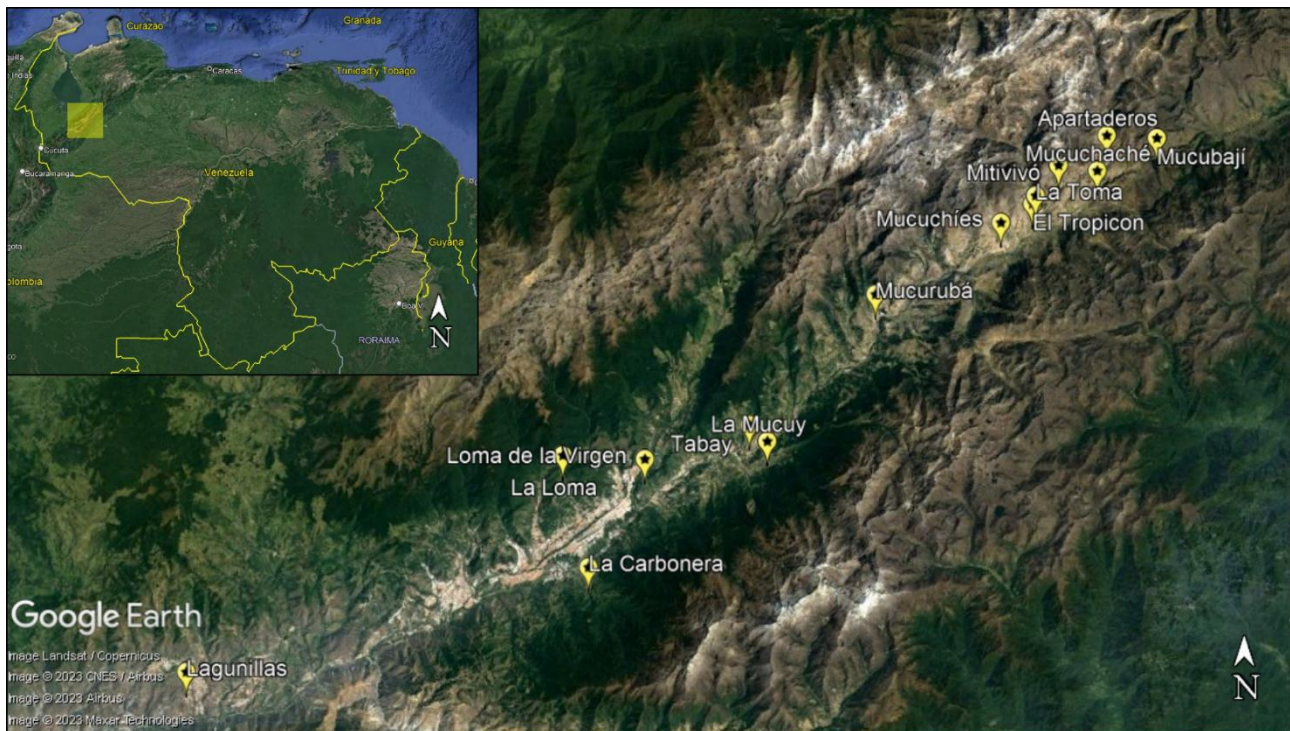 Granada
Curazao
Caracas
Trinidad y Tobago
Cúcuta
Bucaramanga
Venezuela
Guyana
RORAIMA
N
Apartaderos
Mucuchaché
Mucubají
Mitivivó
La Toma
Mucuchíes
El Tropicon
Mucurubá
La Mucuy
Tabay
Loma de la Virgen
La Loma
La Carbonera
Google Earth
Image Landsat / Copernicus
Image © 2023 CNES / Airbus
Image © 2023 Airbus
Image © 2023 Maxar Technologies
Lagunillas
N